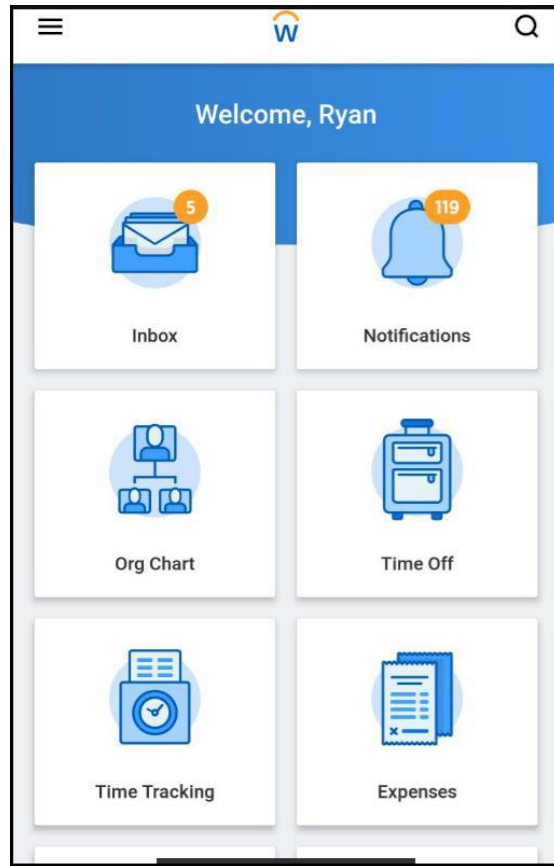 W
Welcome, Ryan
5
119
Inbox
Notifications
Org Chart
Time Off
Time Tracking
Expenses